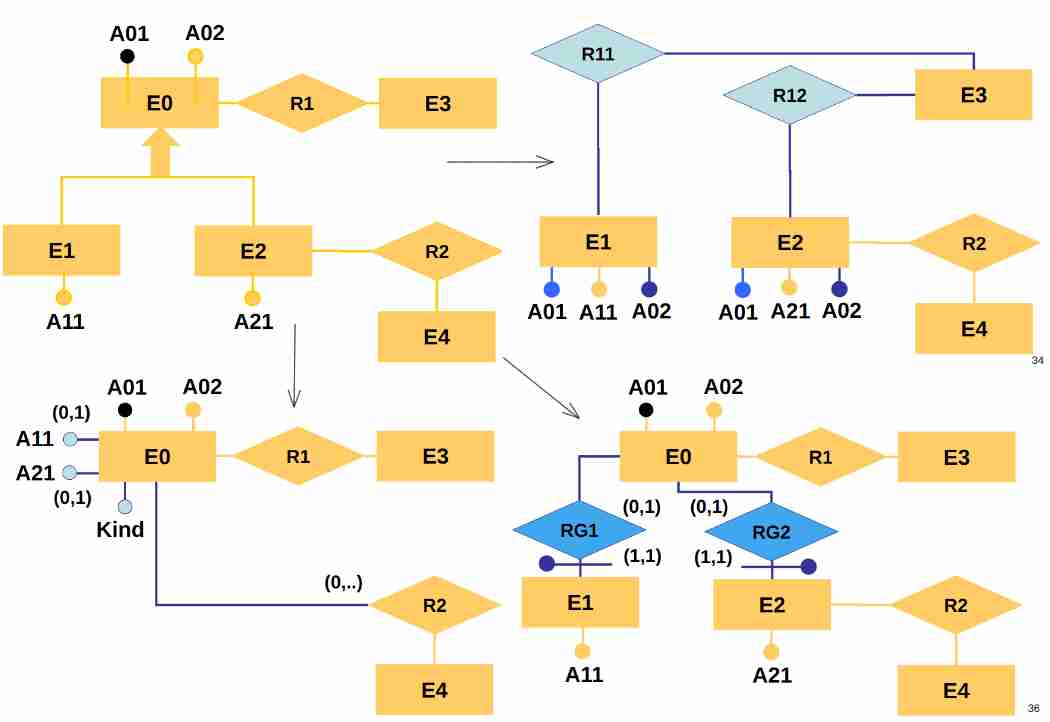 A01 A02
E0 R1 E3
E1 E2 R2
A11 A21
E4
R11
R12 E3
E1 E2 R2
A01 A11 A02 A01 A21 A02
E4
34
A01 A02
(0,1)
A11
E0 R1 E3
A21
(0,1)
Kind
(0,..)
R2
E4
A01 A02
E0 R1 E3
(0,1) (0,1)
RG1 RG2
(1,1) (1,1)
E1 E2 R2
A11 A21
E4
36